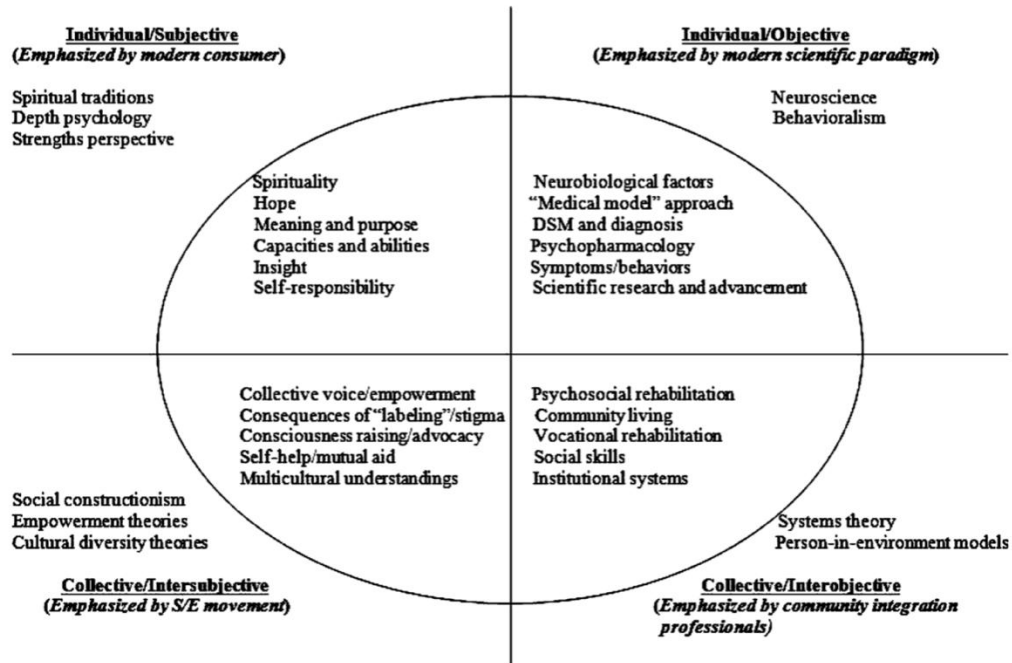 Individual/Subjective
(Emphasized by modern consumer)
Spiritual traditions
Depth psychology
Strengths perspective
Spirituality
Hope
Meaning and purpose
Capacities and abilities
Insight
Self-responsibility
Individual/Objective
(Emphasized by modern scientific paradigm)
Neuroscience
Behavioralism
Neurobiological factors
“Medical model” approach
DSM and diagnosis
Psychopharmacology
Symptoms/behaviors
Scientific research and advancement
Collective voice/empowerment
Consequences of “labeling”/stigma
Consciousness raising/advocacy
Self-help/mutual aid
Multicultural understandings
Social constructionism
Empowerment theories
Cultural diversity theories
Collective/Intersubjective
(Emphasized by S/E movement)
Psychosocial rehabilitation
Community living
Vocational rehabilitation
Social skills
Institutional systems
Systems theory
Person-in-environment models
Collective/Interobjective
(Emphasized by community integration
professionals)